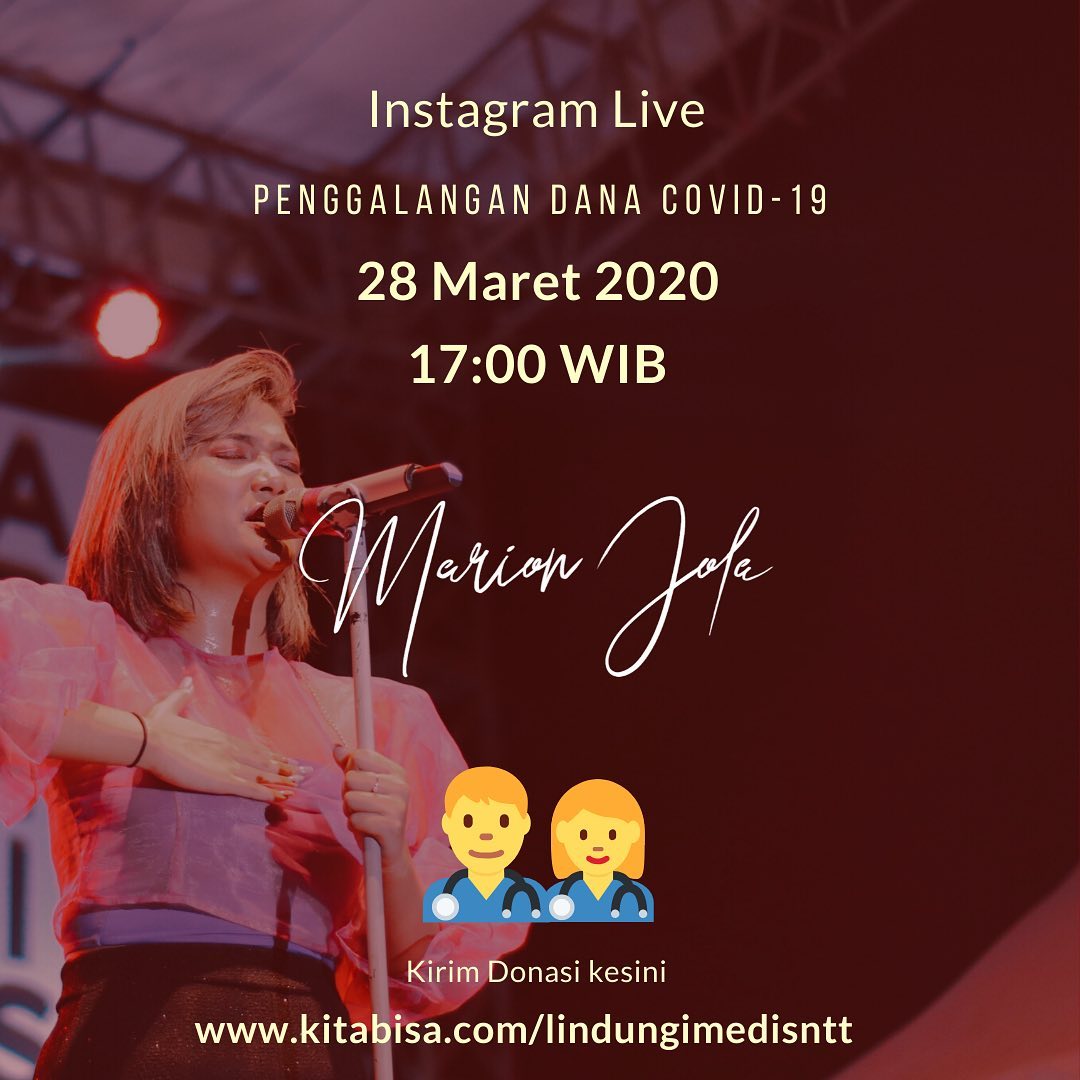 Instagram Live
PENGGALANGAN DANA COVID-19
28 Maret 2020
17:00 WIB
Marion Jola
Kirim Donasi kesini
www.kitabisa.com/lindungimedisntt